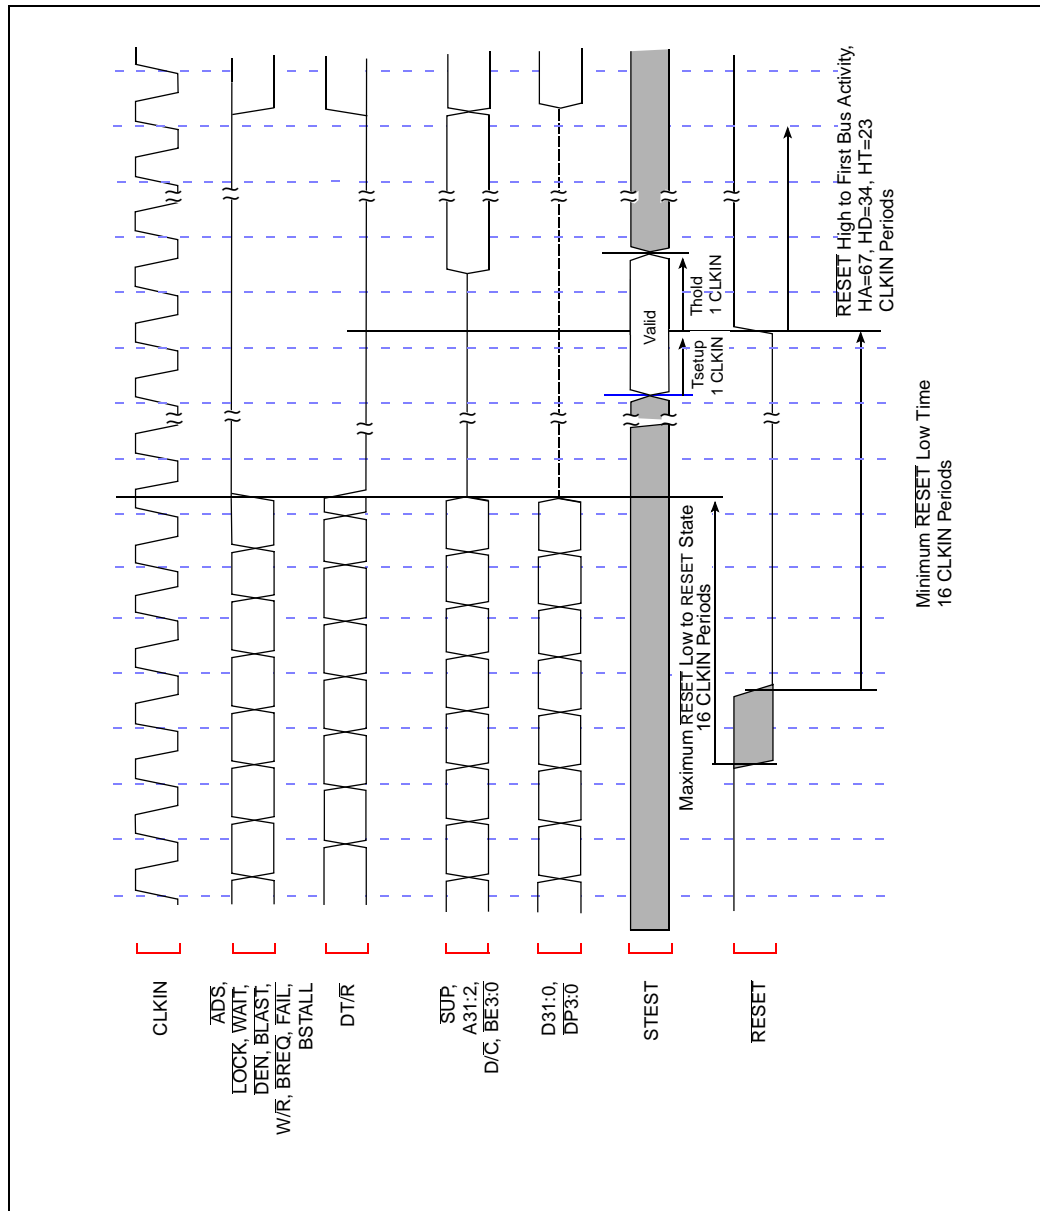 CLKIN
ADS,
LOCK, WAIT,
DEN, BLAST,
W/R, BREQ, FAIL,
BSTALL
DT/R
SUP,
A31:2,
D/C, BE3:0
D31:0,
DP3:0
STEST
RESET
Valid
Thold
1 CLKIN
Tsetup
1 CLKIN
Maximum RESET Low to RESET State
16 CLKIN Periods
RESET High to First Bus Activity,
HA=67, HD=34, HT=23
CLKIN Periods
Minimum RESET Low Time
16 CLKIN Periods